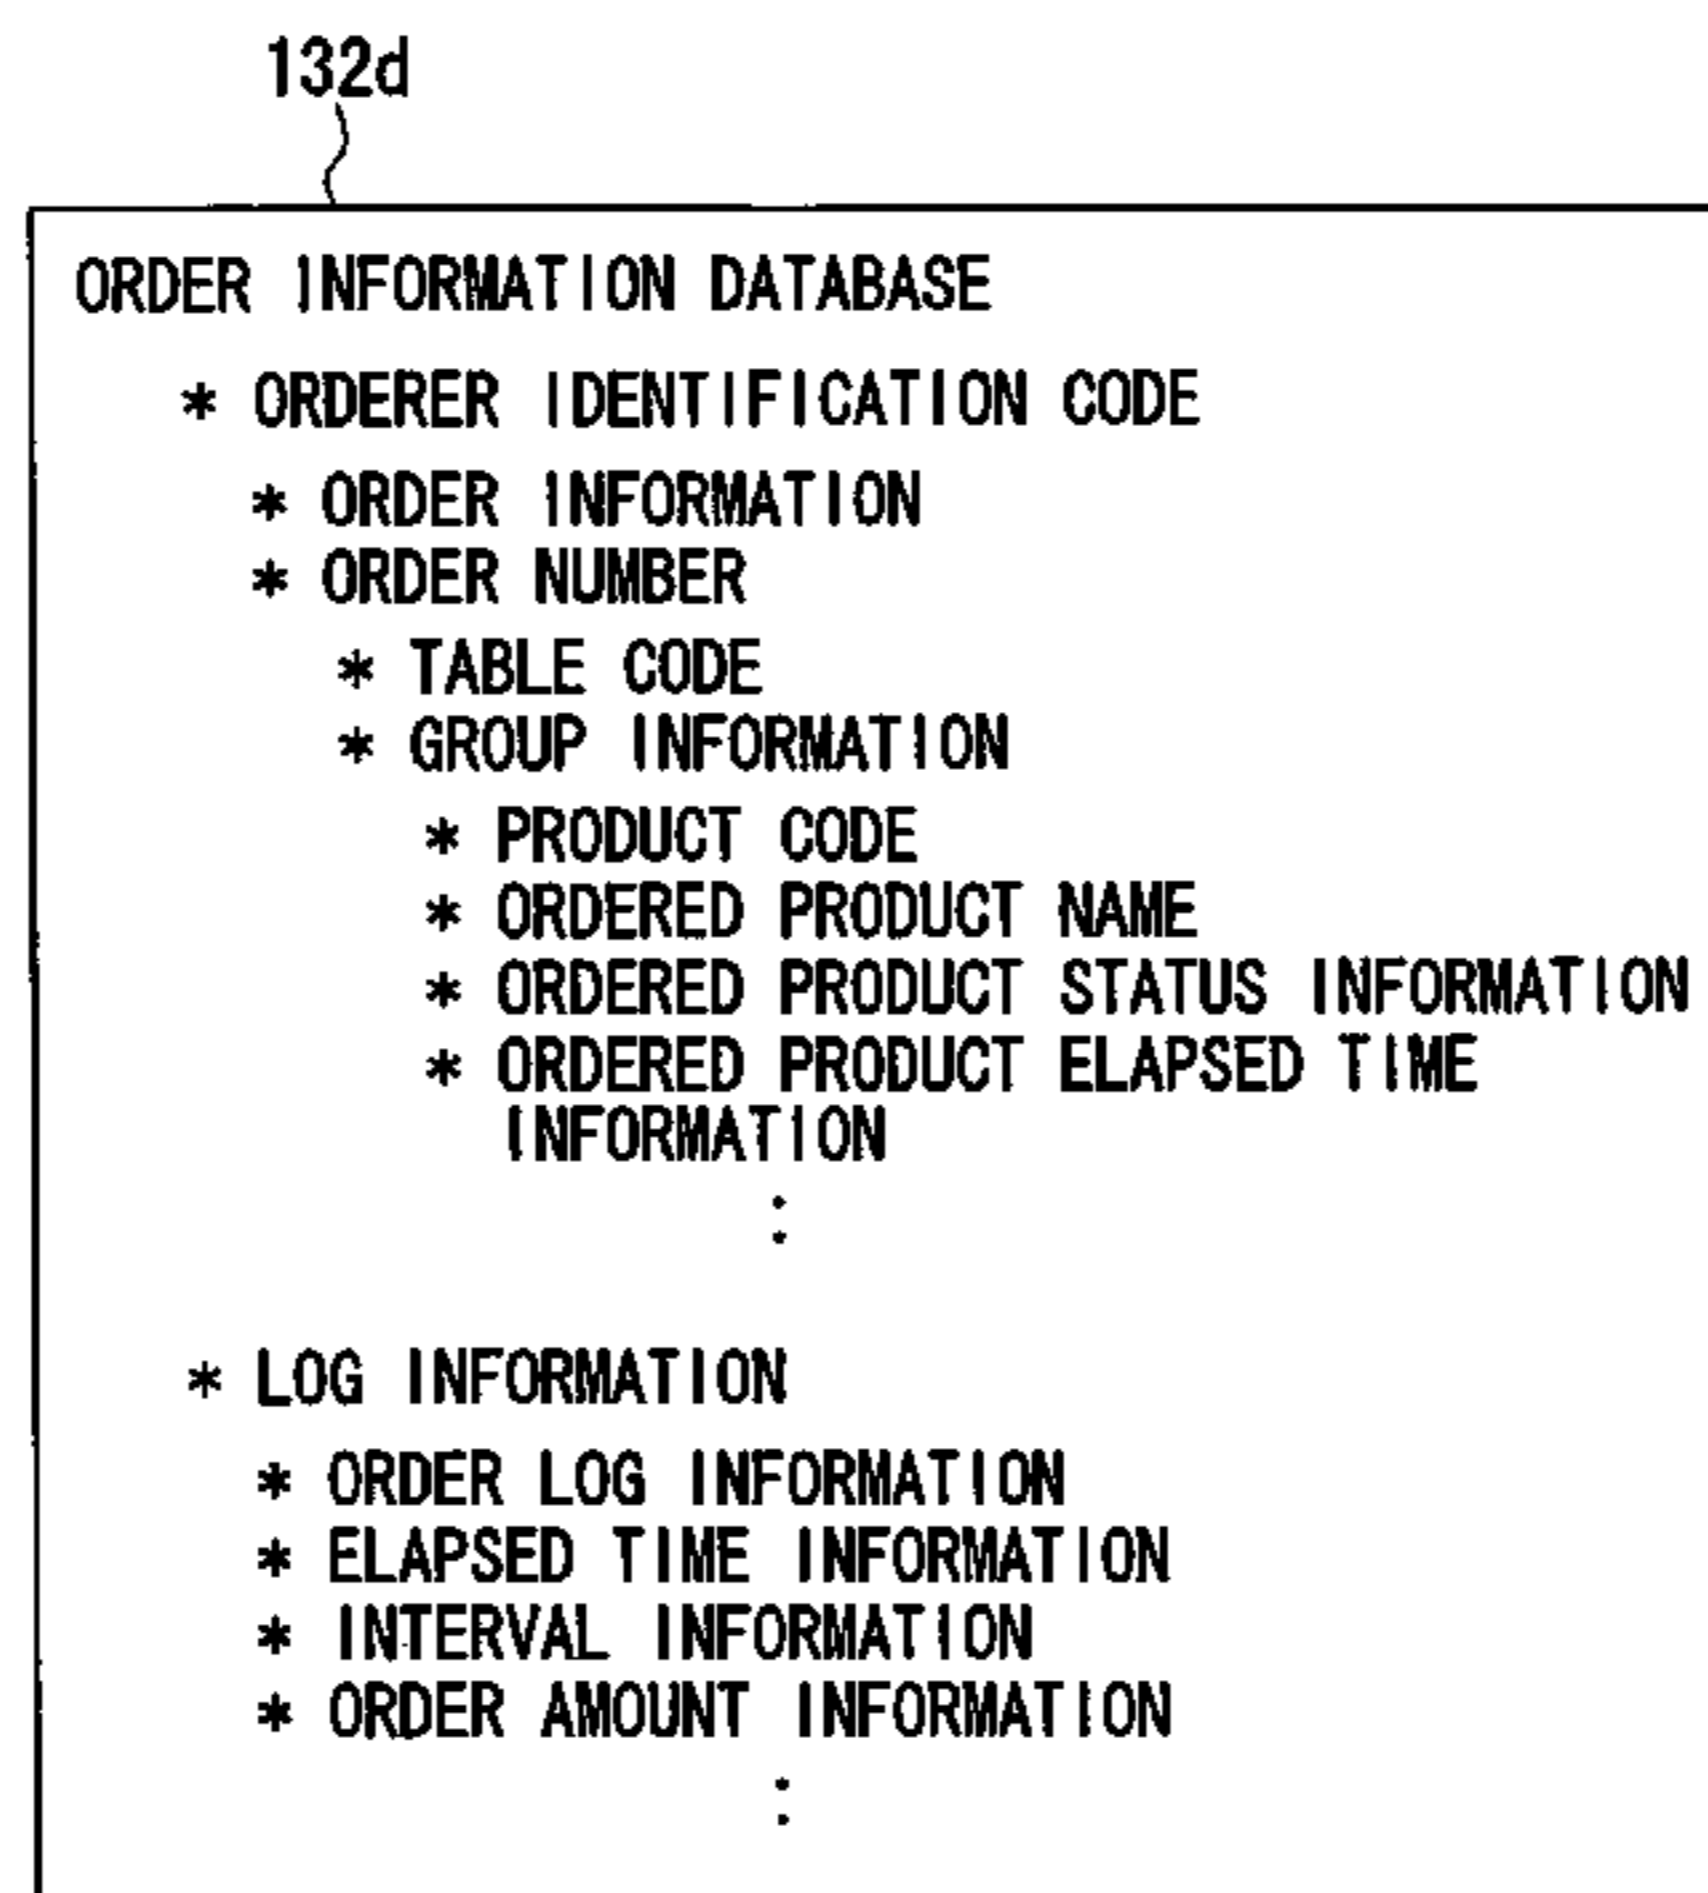 132d
ORDER INFORMATION DATABASE
* ORDERER IDENTIFICATION CODE
* ORDER INFORMATION
* ORDER NUMBER
* TABLE CODE
* GROUP INFORMATION
* PRODUCT CODE
* ORDERED PRODUCT NAME
* ORDERED PRODUCT STATUS INFORMATION
* ORDERED PRODUCT ELAPSED TIME
INFORMATION
:
* LOG INFORMATION
* ORDER LOG INFORMATION
* ELAPSED TIME INFORMATION
* INTERVAL INFORMATION
* ORDER AMOUNT INFORMATION
: